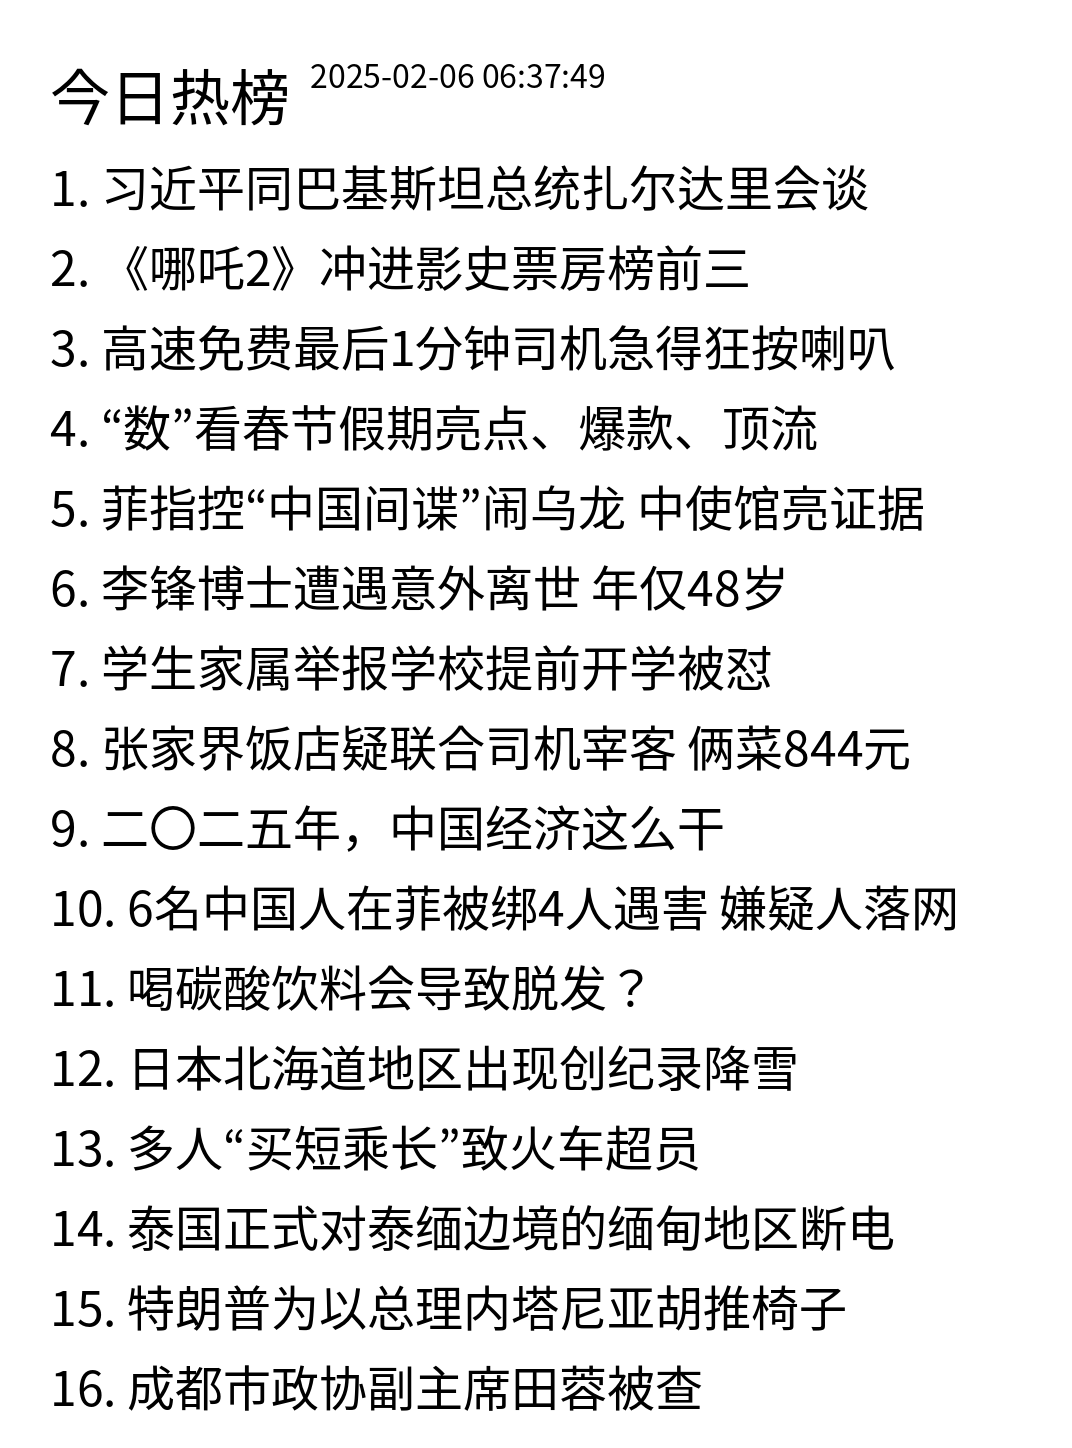 今日热榜 2025-02-06 06:37:49
1. 习近平同巴基斯坦总统扎尔达里会谈
2. 《哪吒2》冲进影史票房榜前三
3. 高速免费最后1分钟司机急得狂按喇叭
4. “数”看春节假期亮点、爆款、顶流
5. 菲指控“中国间谍”闹乌龙 中使馆亮证据
6. 李锋博士遭遇意外离世 年仅48岁
7. 学生家属举报学校提前开学被怼
8. 张家界饭店疑联合司机宰客 俩菜844元
9. 二〇二五年，中国经济这么干
10. 6名中国人在菲被绑4人遇害 嫌疑人落网
11. 喝碳酸饮料会导致脱发？
12. 日本北海道地区出现创纪录降雪
13. 多人“买短乘长”致火车超员
14. 泰国正式对泰缅边境的缅甸地区断电
15. 特朗普为以总理内塔尼亚胡推椅子
16. 成都市政协副主席田蓉被查